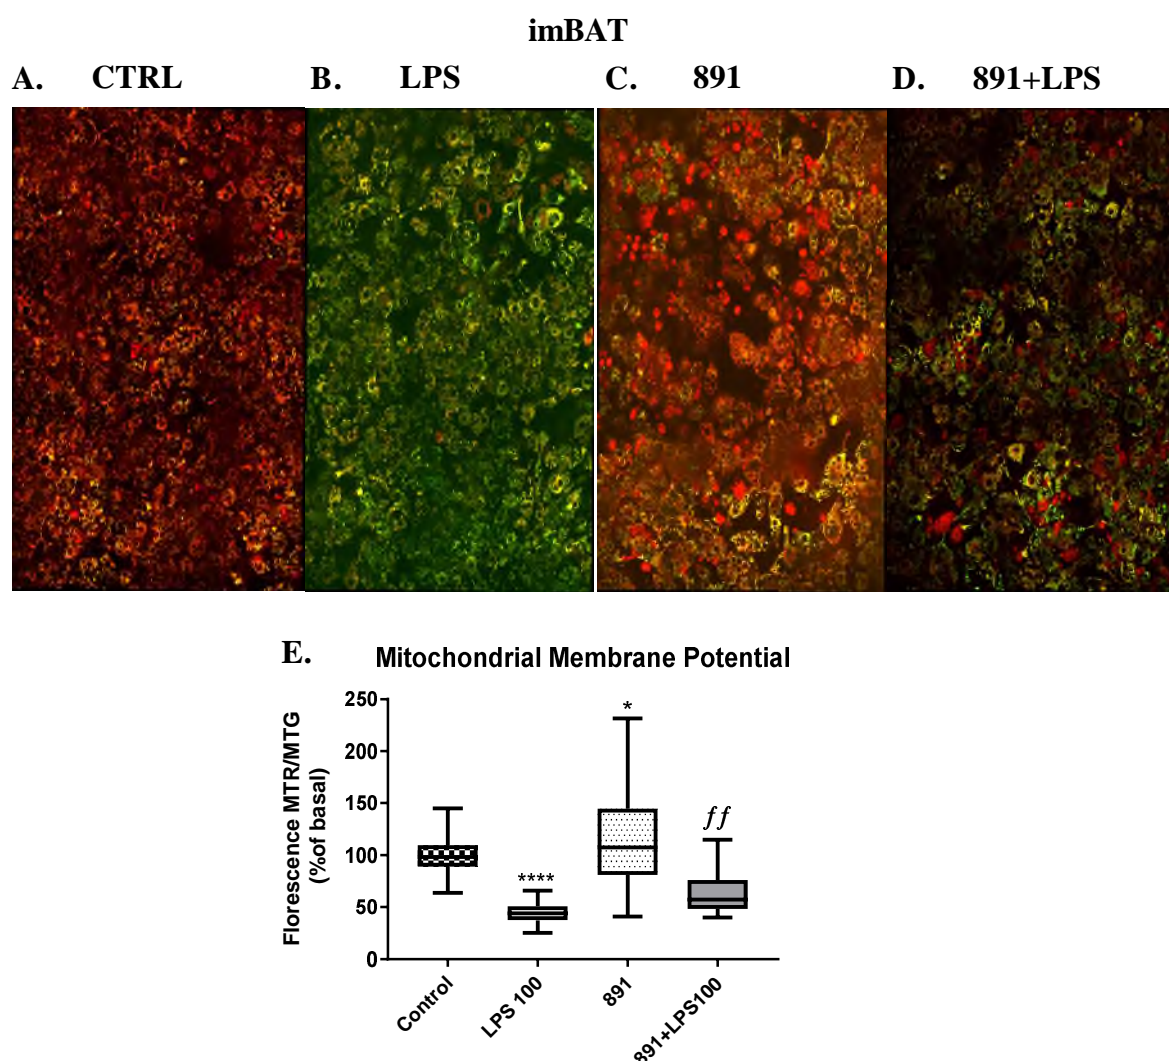 imBAT
A. CTRL B. LPS C. 891 D. 891+LPS
E. Mitochondrial Membrane Potential
Florescence MTR/MTG
(%of basal)
250
200
150
100
50
0
*
ƒƒ
****
Control
LPS 100
891
891+LPS100